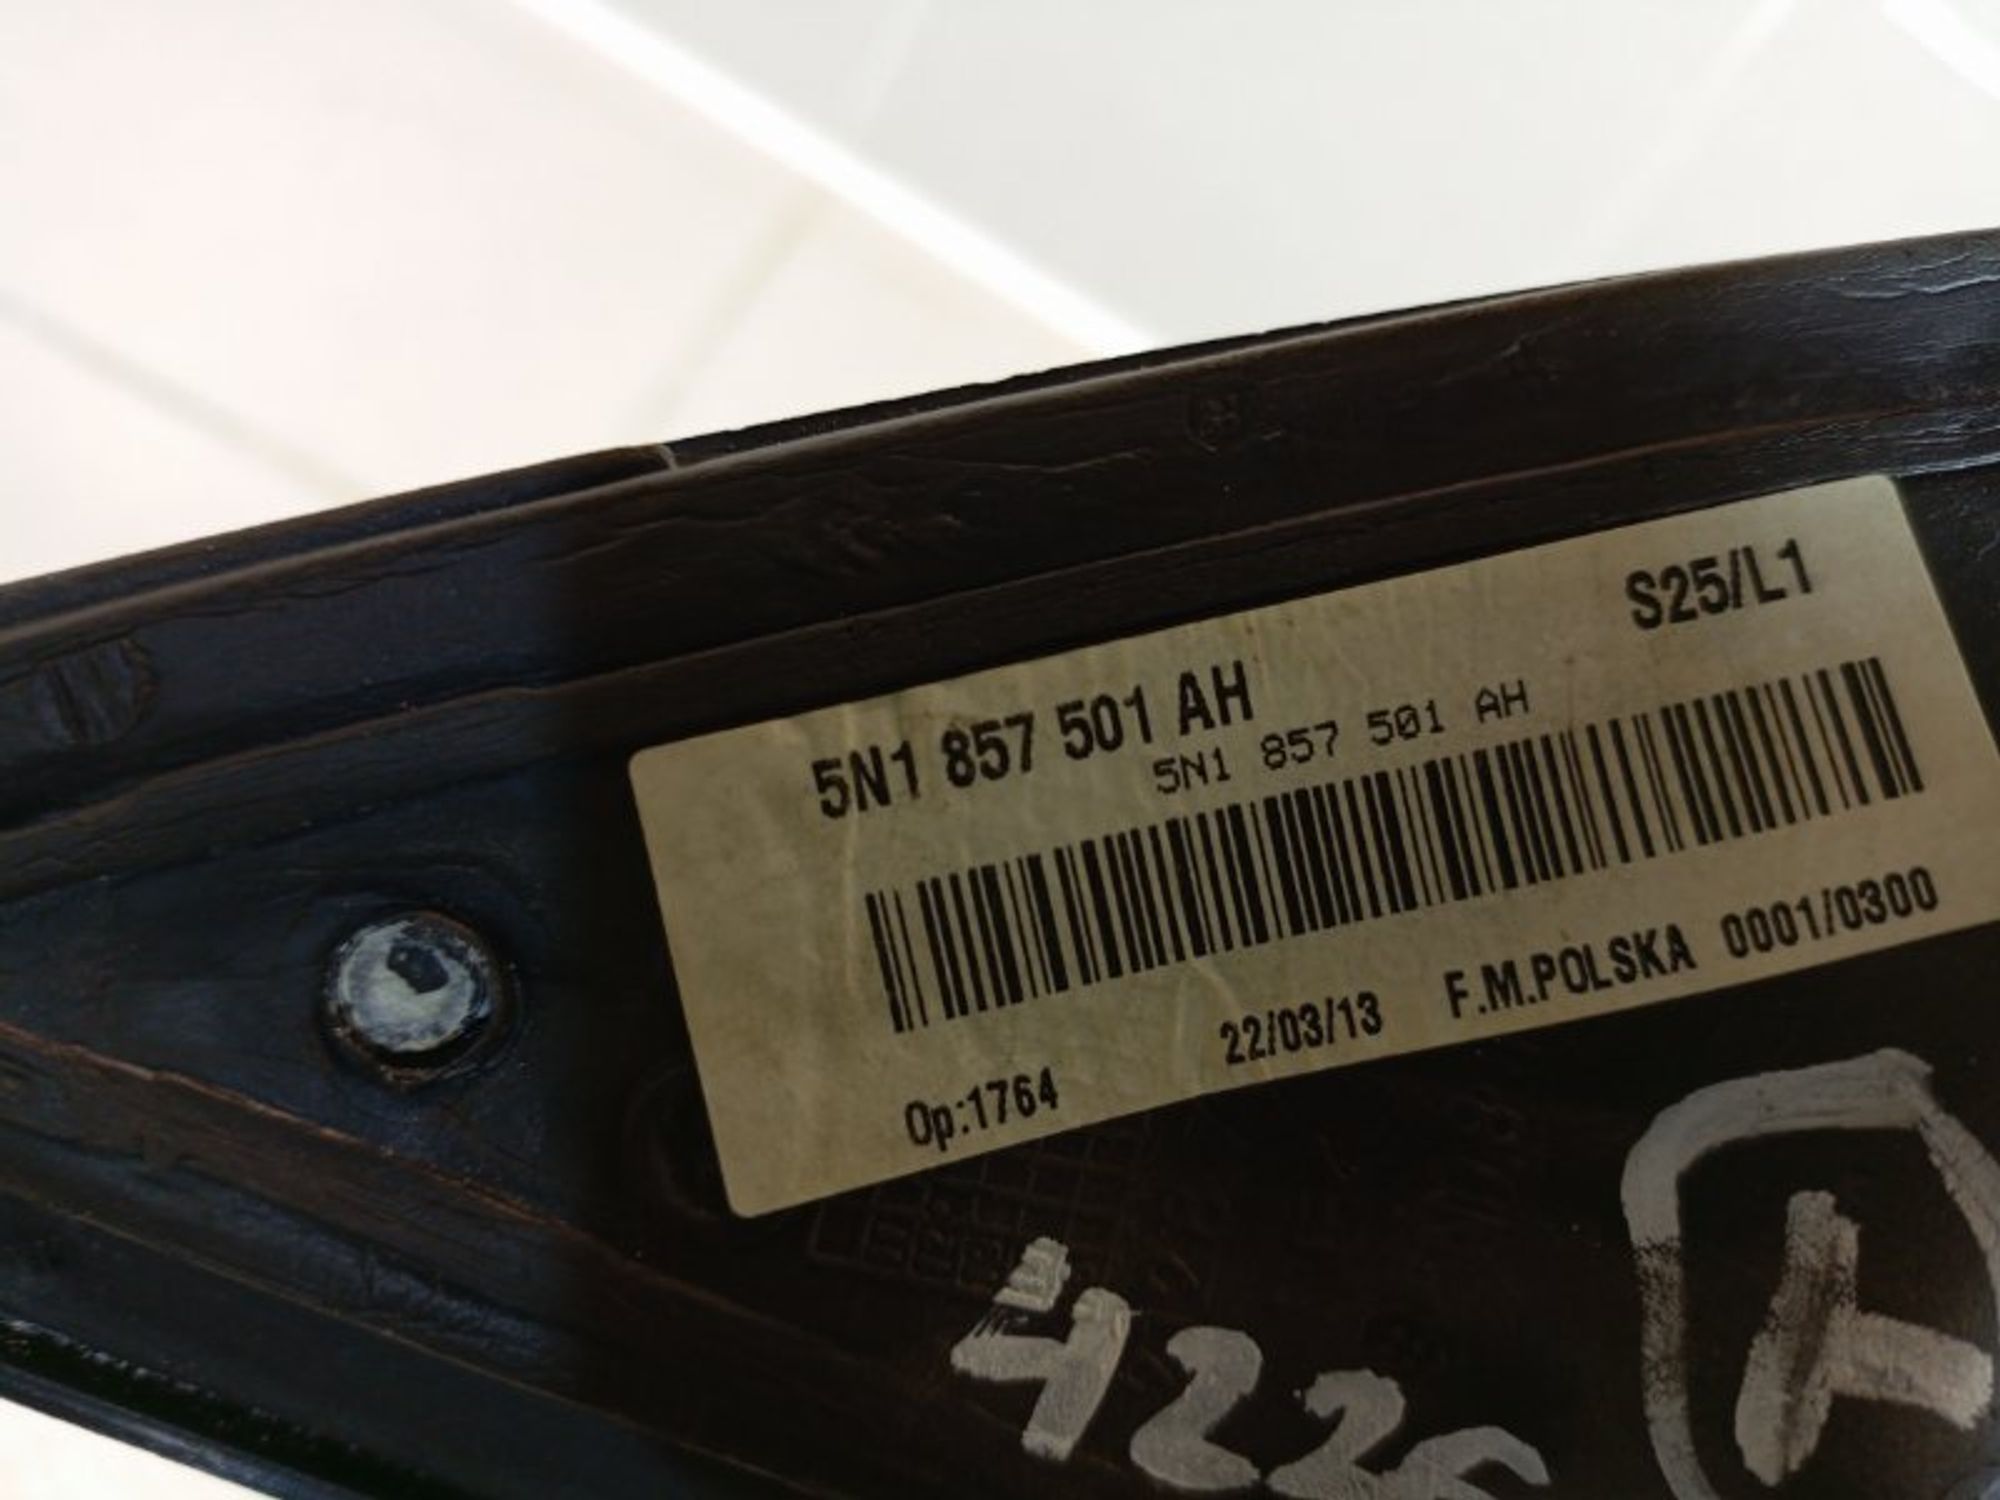 S25/L1
5N1 857 501 AH
5N1 857 501 AH
22/03/13 F.M.POLSKA 0001/0300
Op:1764